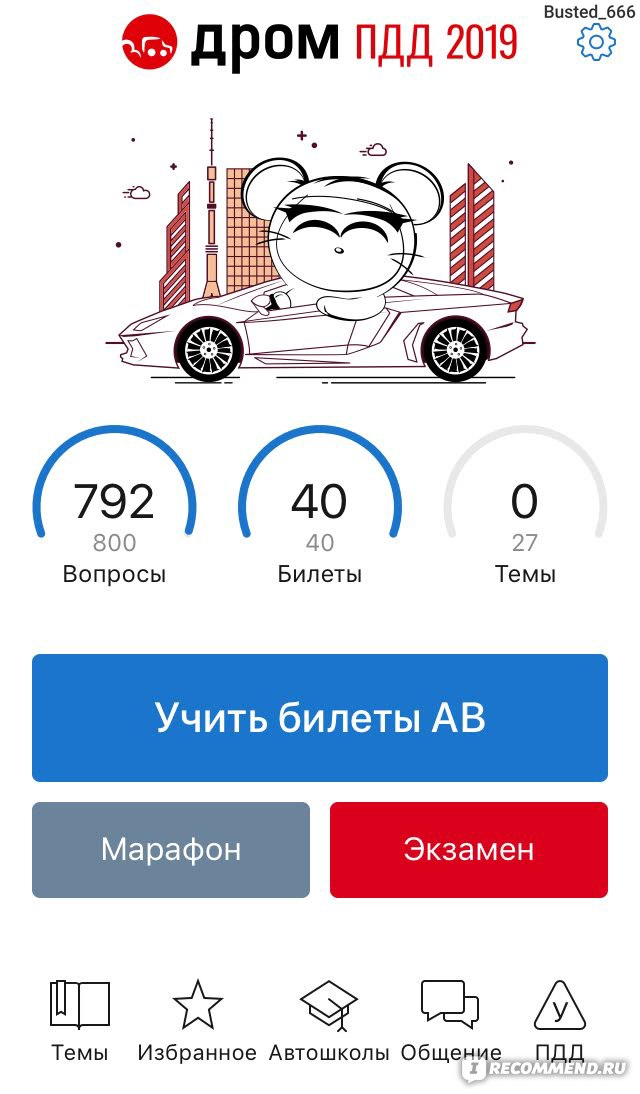 Busted_666
дром ПДД 2019
792 40 0
800 40 27
Вопросы Билеты Темы
Учить билеты АВ
Марафон Экзамен
У
Темы Избранное Автошколы Общение ПДД
I RECOMMEND.RU